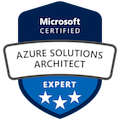 Microsoft
CERTIFIED
AZURE SOLUTIONS
ARCHITECT
EXPERT